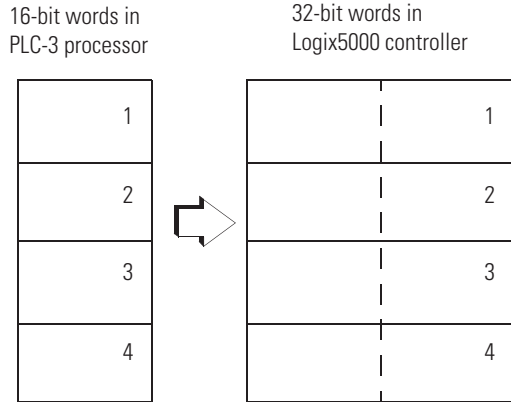 16-bit words in
PLC-3 processor
32-bit words in
Logix5000 controller
1
2
3
4
1
2
3
4